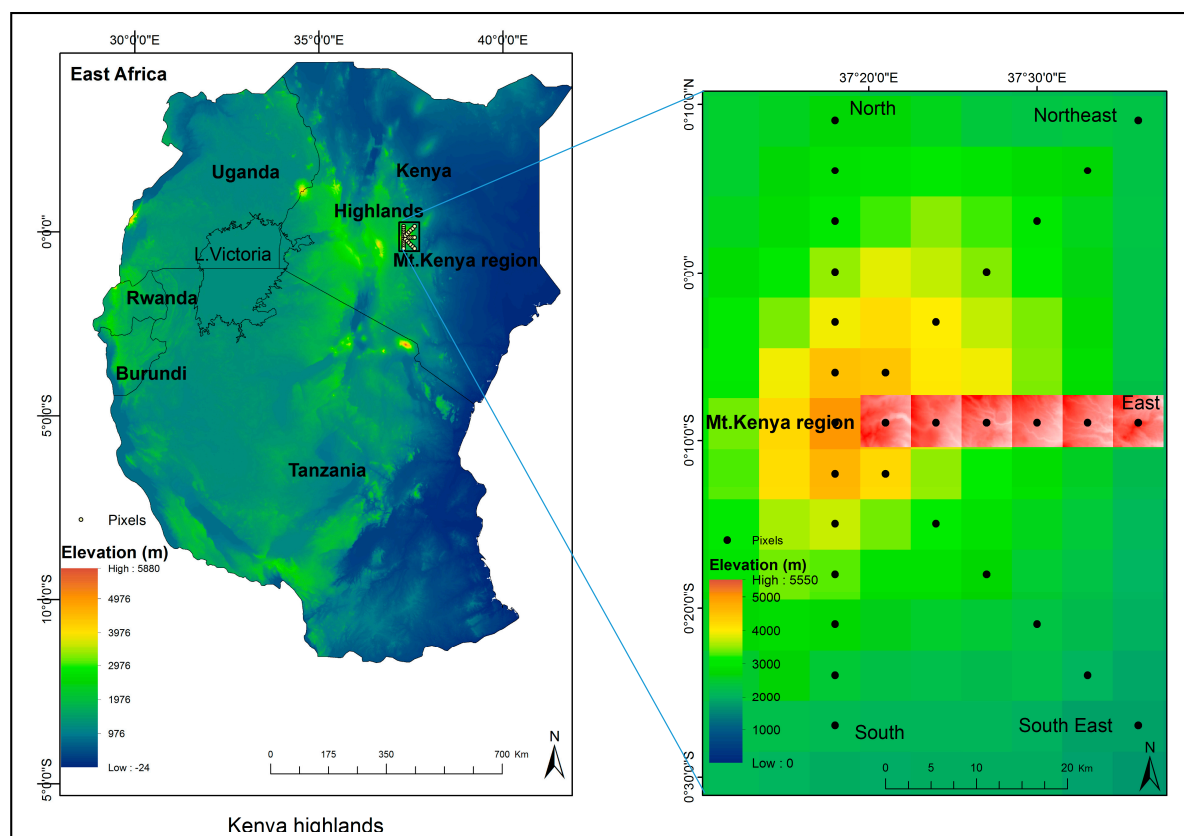 30°0'0"E 35°0'0"E 40°0'0"E
East Africa
Uganda
Kenya
Highlands
L.Victoria
Mt.Kenya region
Rwanda
Burundi
Tanzania
0°0'0"
5°0'0"S
10°0'0"S
5°0'0"S
Pixels
Elevation (m)
High : 5880
4976
3976
2976
1976
976
Low : -24
0 175 350 700 Km
N
Kenya highlands
37°20'0"E 37°30'0"E
0°10'0"N
0°0'0"
0°10'0"S
0°20'0"S
0°30'0"S
North
Northeast
East
Mt.Kenya region
Pixels
Elevation (m)
High : 5550
5000
4000
3000
2000
1000
Low : 0
South
South East
N
0 5 10 20 Km